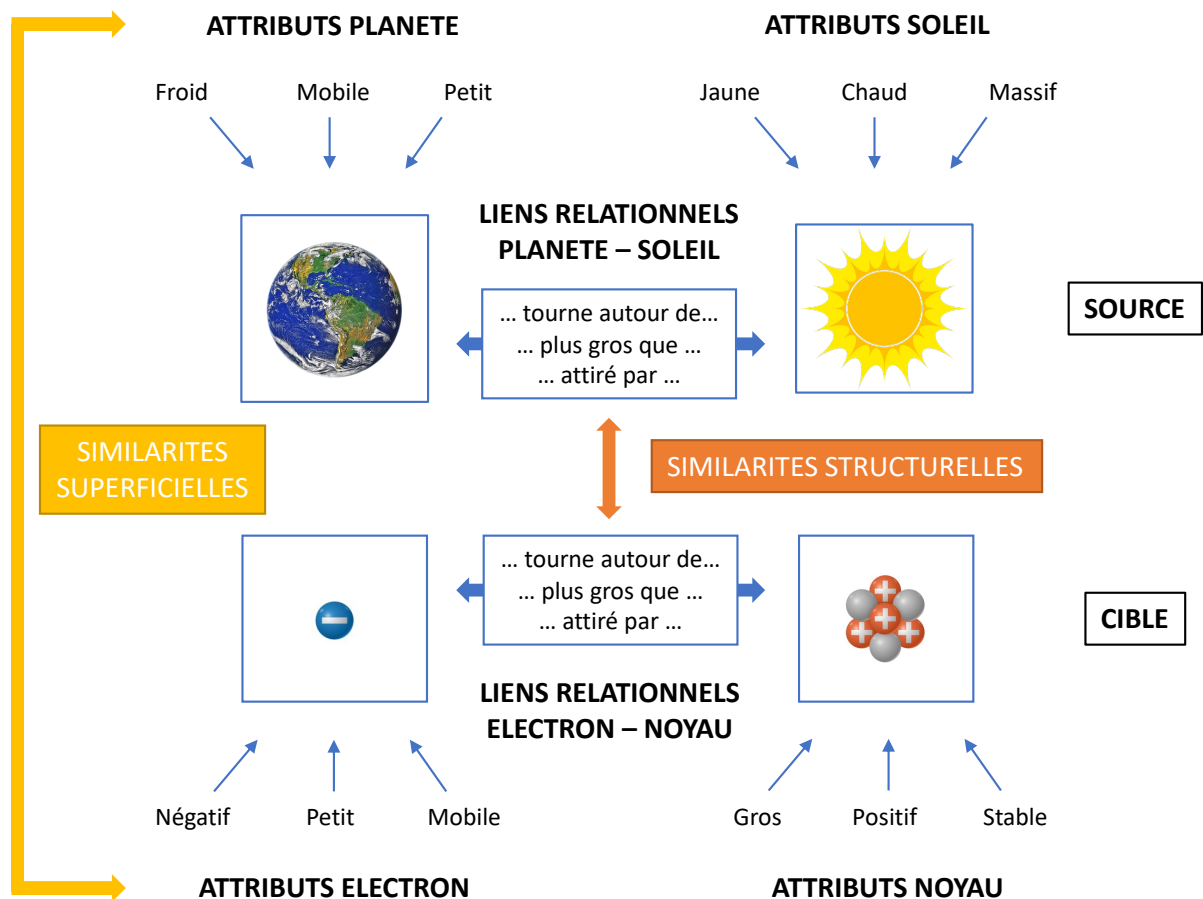 ATTRIBUTS PLANETE
ATTRIBUTS SOLEIL
Froid
Mobile
Petit
Jaune
Chaud
Massif
LIENS RELATIONNELS
PLANETE – SOLEIL
... tourne autour de...
... plus gros que ...
... attiré par ...
SOURCE
SIMILARITES
SUPERFICIELLES
SIMILARITES STRUCTURELLES
... tourne autour de...
... plus gros que ...
... attiré par ...
CIBLE
LIENS RELATIONNELS
ELECTRON – NOYAU
Négatif
Petit
Mobile
Gros
Positif
Stable
ATTRIBUTS ELECTRON
ATTRIBUTS NOYAU